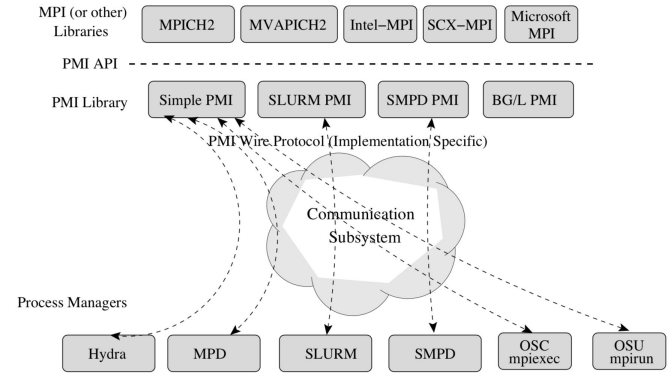 MPI (or other)
Libraries
MPICH2
MVAPICH2
Intel−MPI
SCX−MPI
Microsoft
MPI
PMI API
PMI Library
Simple PMI
SLURM PMI
SMPD PMI
BG/L PMI
PMI Wire Protocol (Implementation Specific)
Communication
Subsystem
Process Managers
Hydra
MPD
SLURM
SMPD
OSC
mpiexec
OSU
mpirun